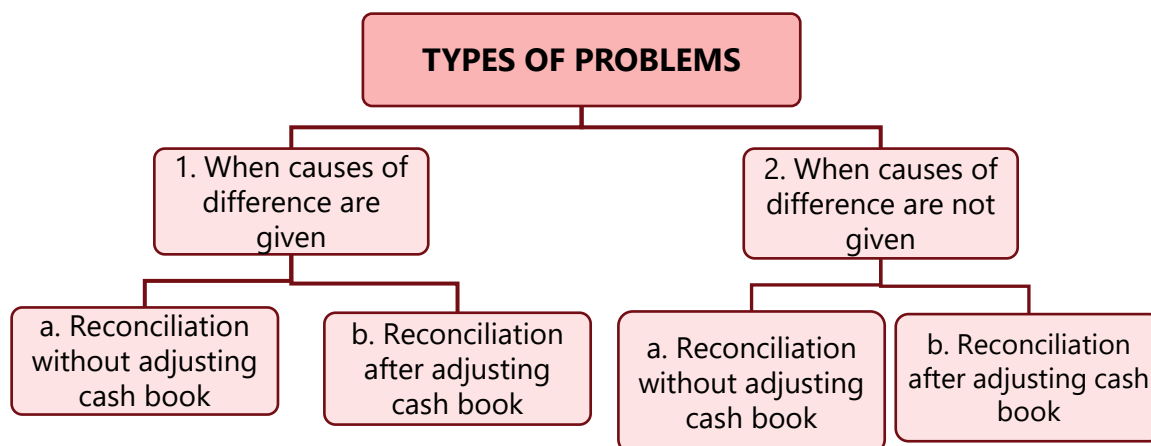 TYPES OF PROBLEMS
1. When causes of
difference are
given
2. When causes of
difference are not
given
a. Reconciliation
without adjusting
cash book
b. Reconciliation
after adjusting
cash book
a. Reconciliation
without adjusting
cash book
b. Reconciliation
after adjusting cash
book